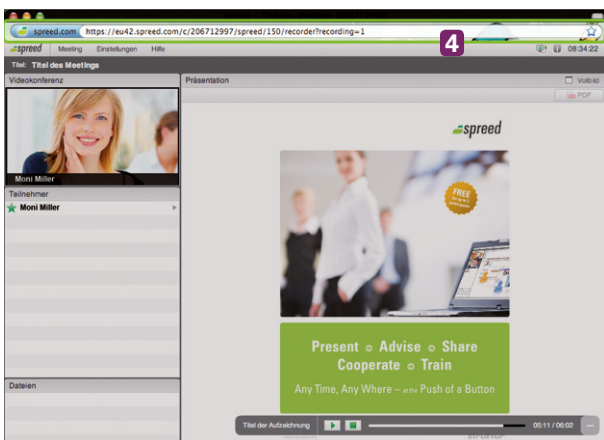 spreed.com https://eu42.spreed.com/c/206712997/spreed/150/recorder?recording=1
4
spreed Meeting Einstellungen Hilfe 08:34:22
Titel: Titel des Meetings
Videokonferenz
Präsentation Vollbild
PDF
Moni Miller
Teilnehmer
Moni Miller
Dateien
spreed
FREE
Present Advise Share
Cooperate Train
Any Time, Any Where – at the Push of a Button
Titel der Aufzeichnung 05:11 / 06:02
struktur